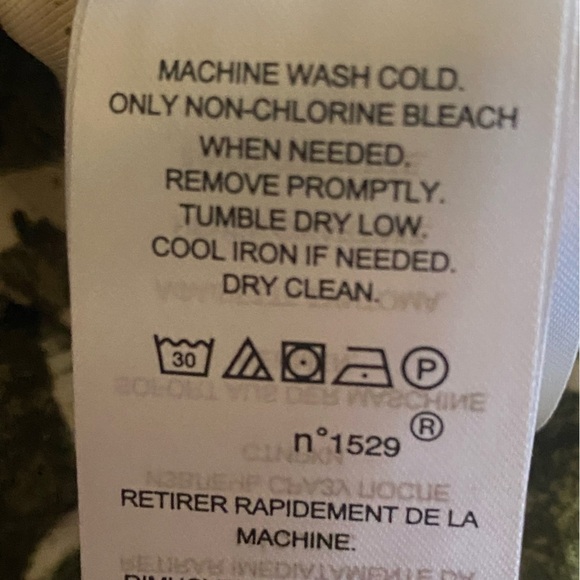 MACHINE WASH COLD.
ONLY NON-CHLORINE BLEACH
WHEN NEEDED.
REMOVE PROMPTLY.
TUMBLE DRY LOW.
COOL IRON IF NEEDED.
DRY CLEAN.
30 P
n°1529 ®
RETIRER RAPIDEMENT DE LA
MACHINE.